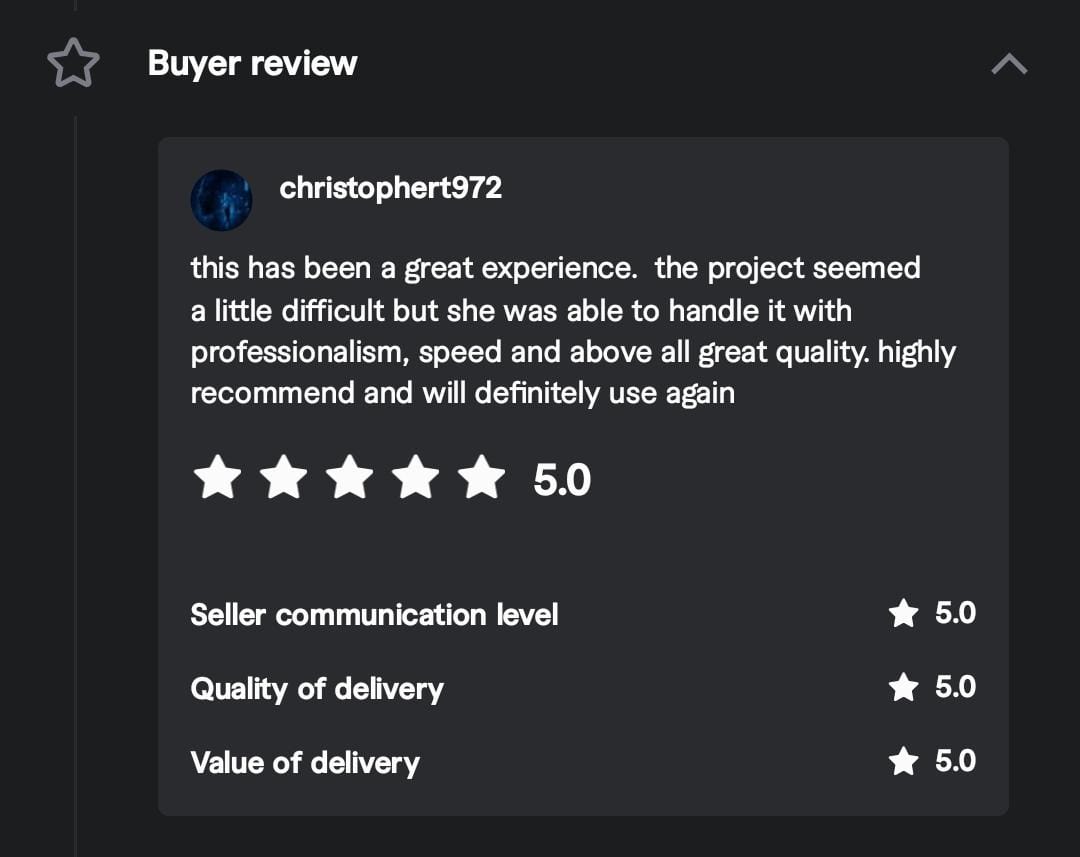 Buyer review
christophert972
this has been a great experience.  the project seemed
a little difficult but she was able to handle it with
professionalism, speed and above all great quality. highly
recommend and will definitely use again
5.0
Seller communication level 5.0
Quality of delivery 5.0
Value of delivery 5.0